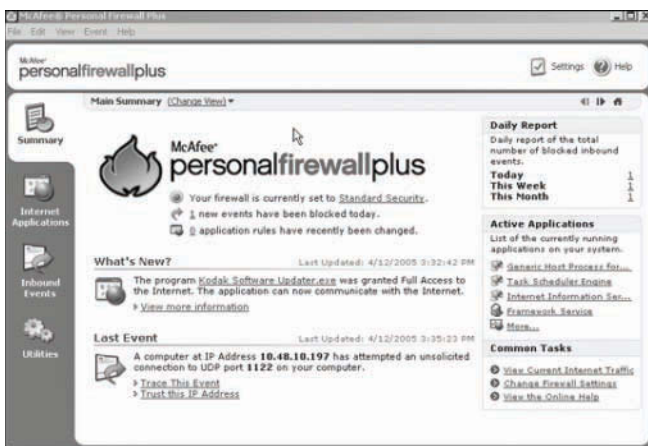 McAfee® Personal Firewall Plus
File Edit View Event Help
McAfee®
personalfirewallplus
Settings
Help
Main Summary (Change View)
Summary
Internet Applications
Inbound Events
Utilities
McAfee®
personalfirewallplus
Your firewall is currently set to Standard Security.
1 new events have been blocked today.
0 application rules have recently been changed.
What's New? Last Updated: 4/12/2005 3:32:42 PM
The program Kodak Software Updater.exe was granted Full Access to
the Internet. The application can now communicate with the Internet.
View more information
Last Event Last Updated: 4/12/2005 3:35:23 PM
A computer at IP Address 10.48.10.197 has attempted an unsolicited
connection to UDP port 1122 on your computer.
Trace This Event
Trust this IP Address
Daily Report
Daily report of the total
number of blocked inbound
events.
Today 1
This Week 1
This Month 1
Active Applications
List of the currently running
applications on your system.
Generic Host Process for...
Task Scheduler Engine
Internet Information Ser...
Framework Service
More...
Common Tasks
View Current Internet Traffic
Change Firewall Settings
View the Online Help